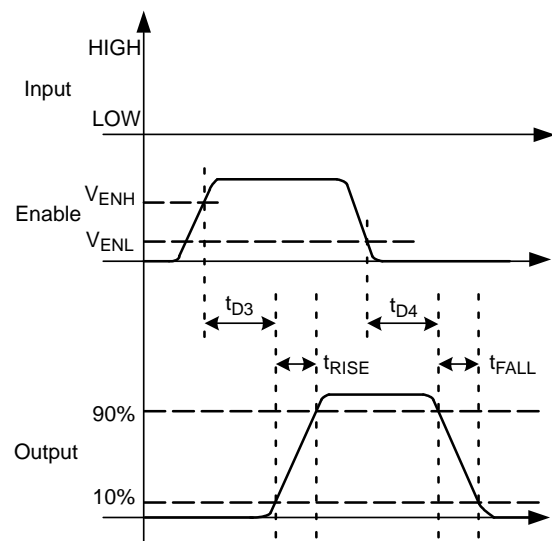 HIGH
Input
LOW
VENH
Enable
VENL
tD3
tD4
tRISE
tFALL
90%
Output
10%